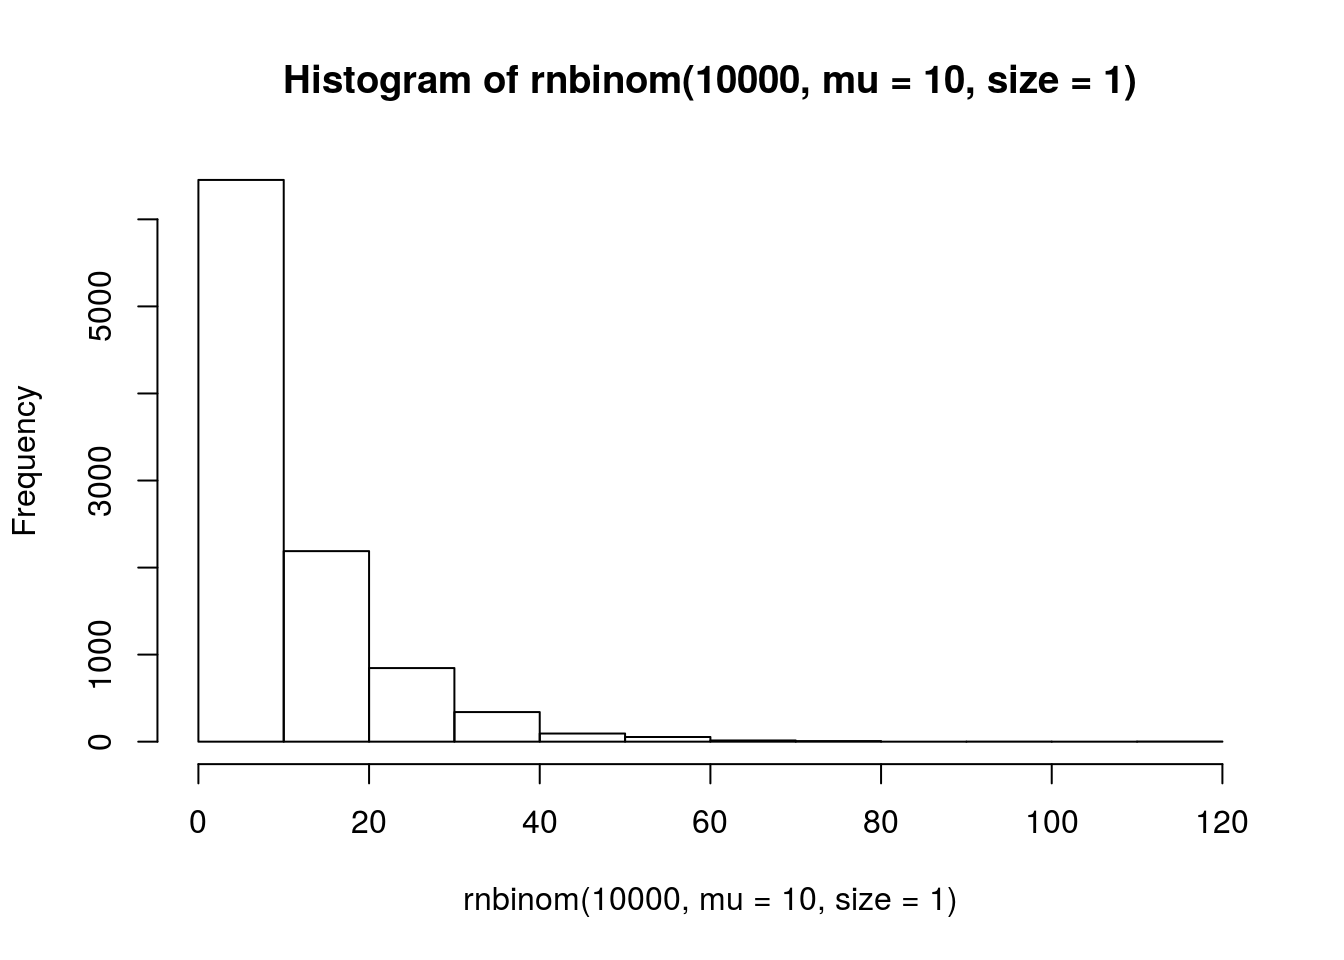 Histogram of rnbinom(10000, mu = 10, size = 1)
Frequency
5000
3000
1000
0
0 20 40 60 80 100 120
rnbinom(10000, mu = 10, size = 1)